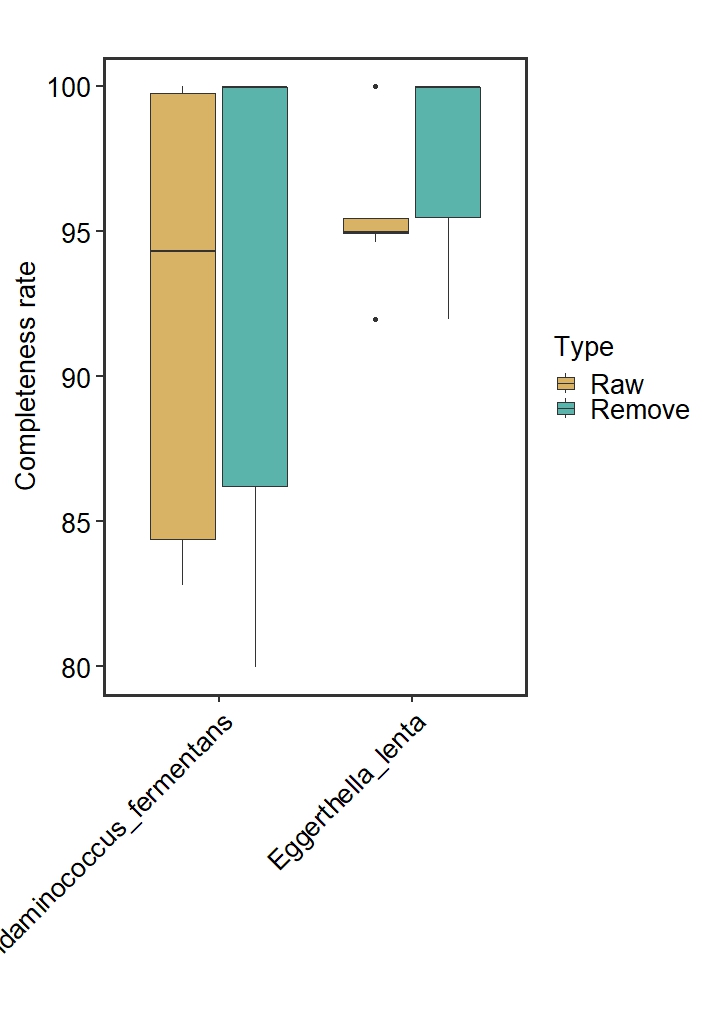 100
95
90
85
80
Completeness rate
daminococcus_fermentans
Eggerthella_lenta
Type
Raw
Remove